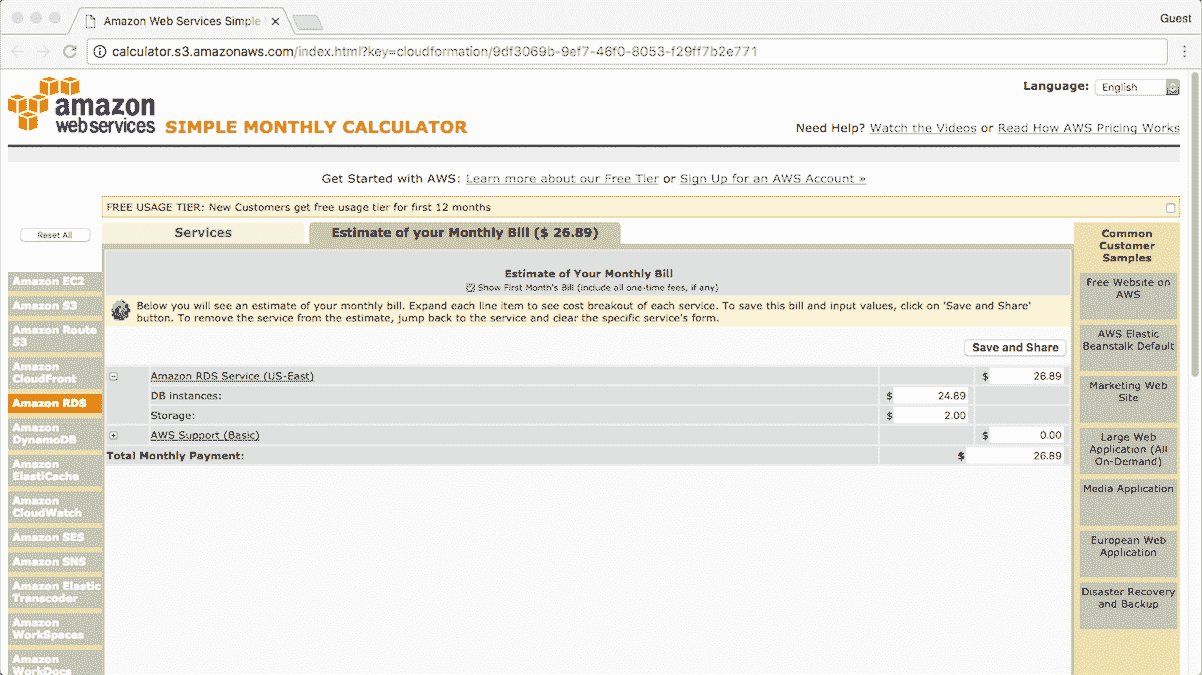 Amazon Web Services Simple
Guest
calculator.s3.amazonaws.com/index.html?key=cloudformation/9df3069b-9ef7-46f0-8053-f29ff7b2e771
Language: English
amazon
webservices
SIMPLE MONTHLY CALCULATOR
Need Help? Watch the Videos or Read How AWS Pricing Works
Get Started with AWS: Learn more about our Free Tier or Sign Up for an AWS Account »
FREE USAGE TIER: New Customers get free usage tier for first 12 months
Reset All
Services
Estimate of your Monthly Bill ($ 26.89)
Estimate of Your Monthly Bill
Show First Month's Bill (include all one-time fees, if any)
Below you will see an estimate of your monthly bill. Expand each line item to see cost breakout of each service. To save this bill and input values, click on 'Save and Share'
button. To remove the service from the estimate, jump back to the service and clear the specific service's form.
Save and Share
Amazon RDS Service (US-East) $ 26.89
DB instances: $ 24.89
Storage: $ 2.00
AWS Support (Basic) $ 0.00
Total Monthly Payment: $ 26.89
Amazon EC2
Amazon S3
Amazon Route
53
Amazon
CloudFront
Amazon RDS
Amazon
DynamoDB
Amazon
ElastiCache
Amazon
CloudWatch
Amazon SES
Amazon SNS
Amazon Elastic
Transcoder
Amazon
WorkSpaces
Amazon
WorkDocs
Common
Customer
Samples
Free Website on
AWS
AWS Elastic
Beanstalk Default
Marketing Web
Site
Large Web
Application (All
On-Demand)
Media Application
European Web
Application
Disaster Recovery
and Backup